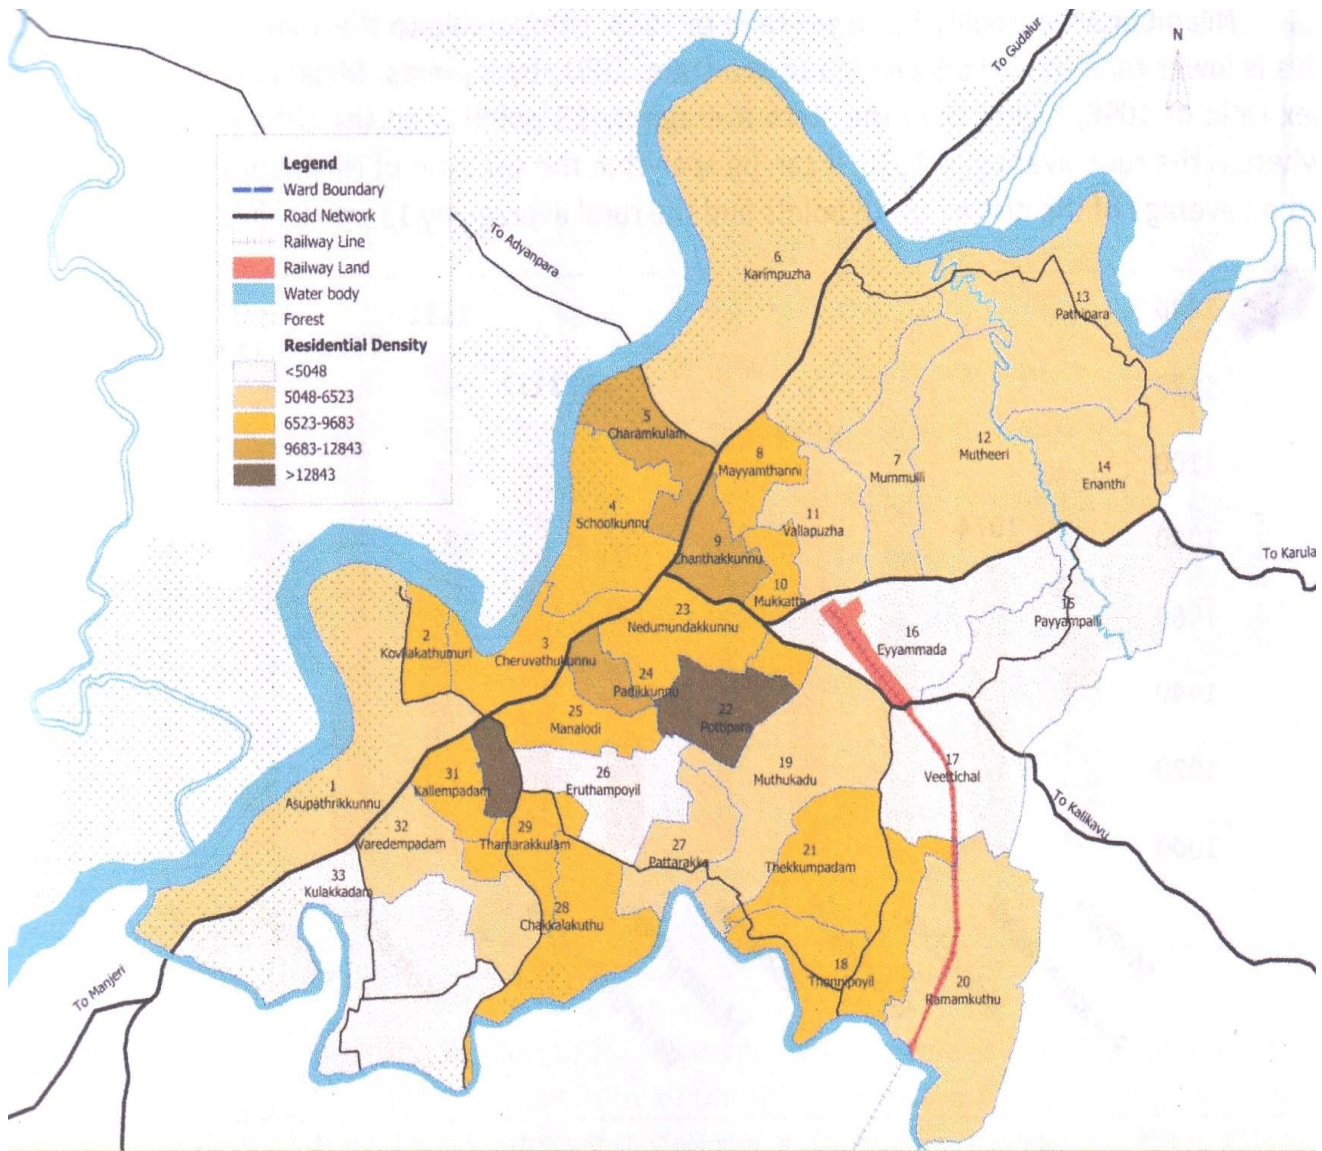 To Gudalur
N
Legend
Ward Boundary
Road Network
Railway Line
Railway Land
Water body
Forest
Residential Density
<5048
5048-6523
6523-9683
9683-12843
>12843
To Adyanpara
6
Karimpuzha
13
Pathipara
5
Charamkulam
8
Mayyamthanni
7
Mummulli
12
Mutheeri
14
Enanthi
4
Schoolkunnu
11
Vallapuzha
9
Chanthakkunnu
To Karula
10
Mukkatta
15
Payyampalli
23
Nedumundakkunnu
16
Eyyammada
2
Kovilakathumuri
3
Cheruvathukunnu
24
Padikkunnu
25
Manalodi
22
Pottipara
1
Asupathrikkunnu
31
Kallempadam
26
Eruthampoyil
19
Muthukadu
17
Veettichal
To Kalikavu
32
Varedempadam
29
Thamarakkulam
27
Pattarakka
21
Thekkumpadam
33
Kulakkadam
28
Chakkalakuthu
18
Thonnipoyil
20
Ramamkuthu
To Manjeri